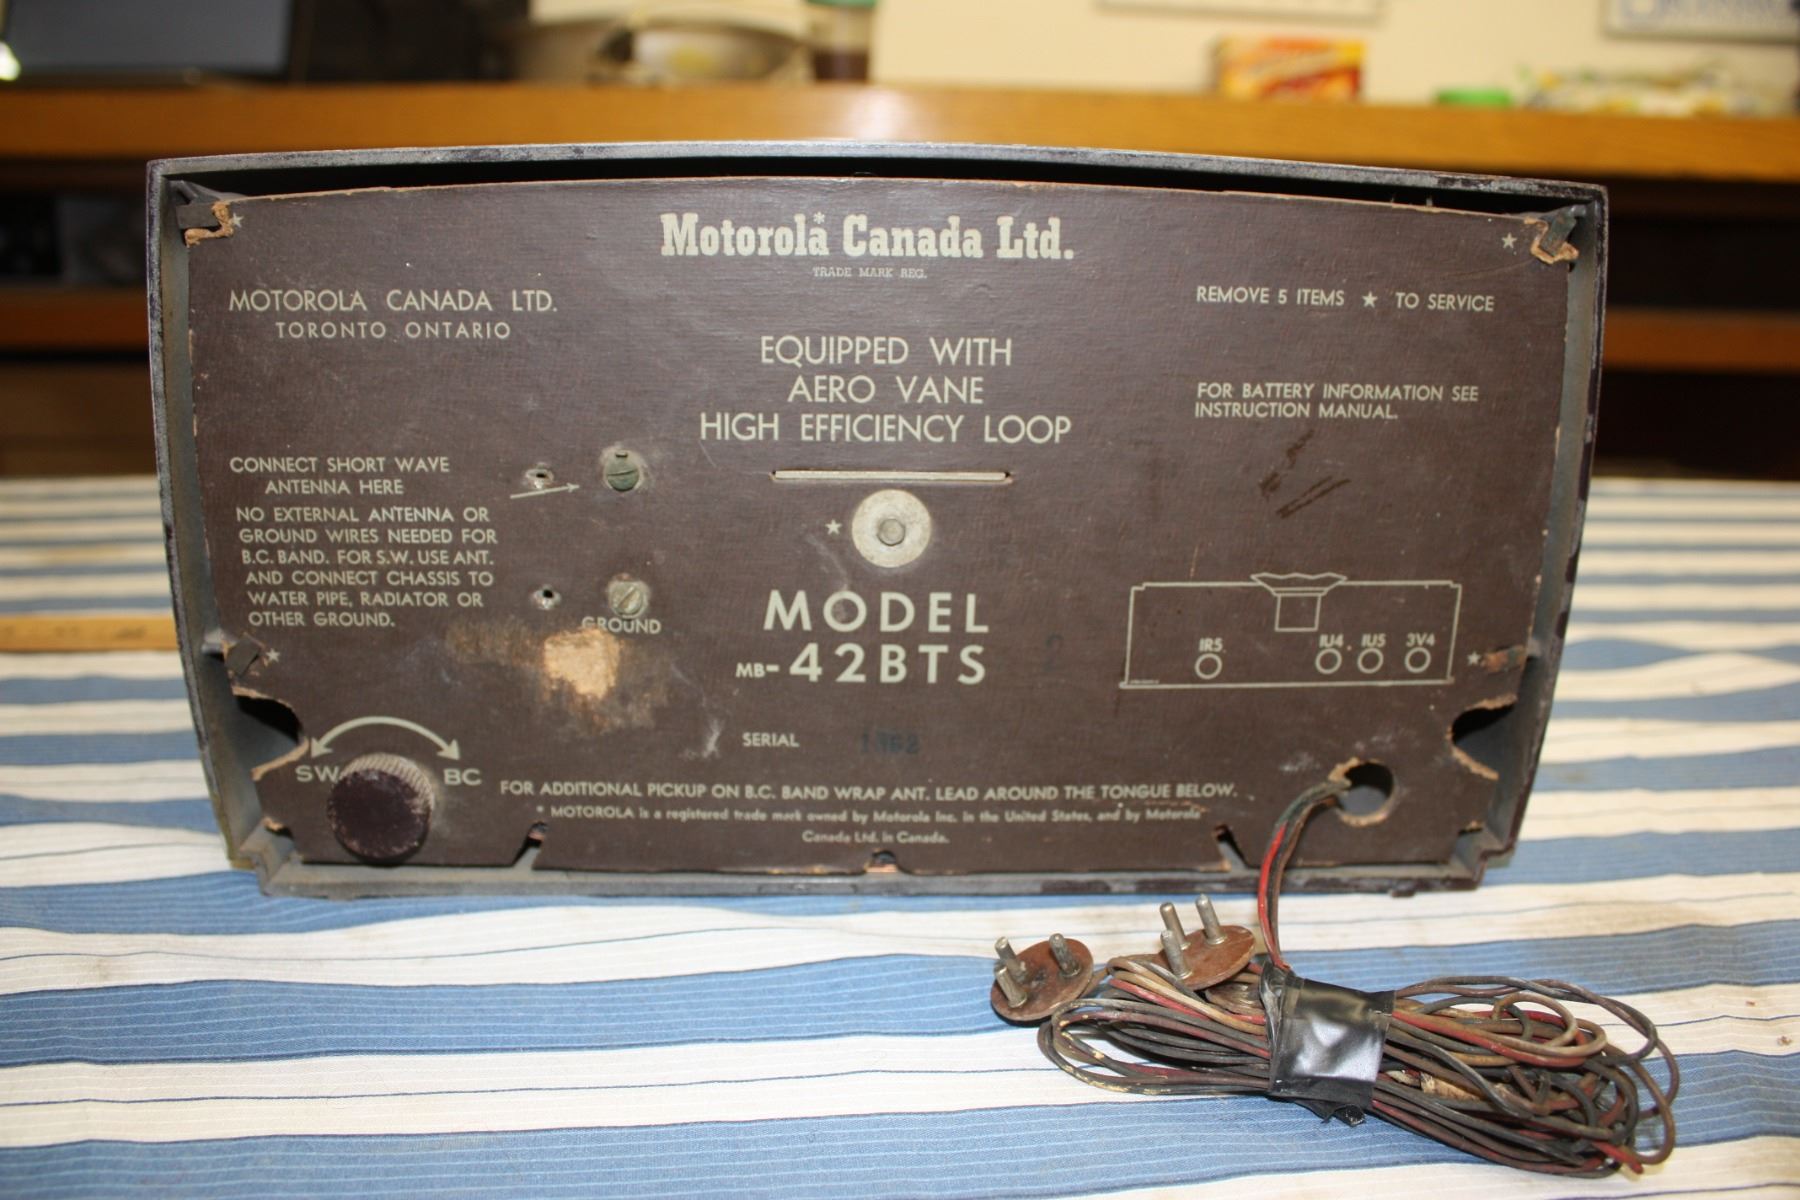 Motorola* Canada Ltd.
TRADE MARK REG.
MOTOROLA CANADA LTD.
TORONTO ONTARIO
REMOVE 5 ITEMS ★ TO SERVICE
EQUIPPED WITH
AERO VANE
HIGH EFFICIENCY LOOP
FOR BATTERY INFORMATION SEE
INSTRUCTION MANUAL.
CONNECT SHORT WAVE
ANTENNA HERE
NO EXTERNAL ANTENNA OR
GROUND WIRES NEEDED FOR
B.C. BAND. FOR S.W. USE ANT.
AND CONNECT CHASSIS TO
WATER PIPE, RADIATOR OR
OTHER GROUND.
GROUND
MODEL
MB-42BTS
2
IR5 IU4 IU5 3V4
SERIAL
SW BC
FOR ADDITIONAL PICKUP ON B.C. BAND WRAP ANT. LEAD AROUND THE TONGUE BELOW.
* MOTOROLA is a registered trade mark owned by Motorola Inc. in the United States, and by Motorola
Canada Ltd. in Canada.